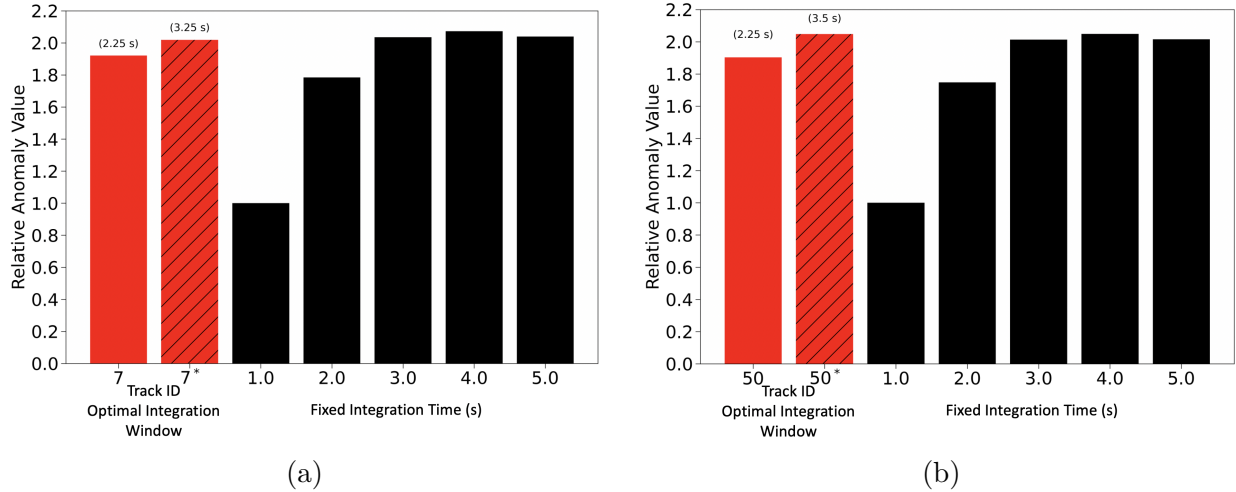 2.2
2.0
1.8
1.6
1.4
1.2
1.0
0.8
0.6
0.4
0.2
0.0
Relative Anomaly Value
(2.25 s)
(3.25 s)
7
7*
1.0
2.0
3.0
4.0
5.0
Track ID
Optimal Integration
Window
Fixed Integration Time (s)
(a)
2.2
2.0
1.8
1.6
1.4
1.2
1.0
0.8
0.6
0.4
0.2
0.0
Relative Anomaly Value
(2.25 s)
(3.5 s)
50
50*
1.0
2.0
3.0
4.0
5.0
Track ID
Optimal Integration
Window
Fixed Integration Time (s)
(b)